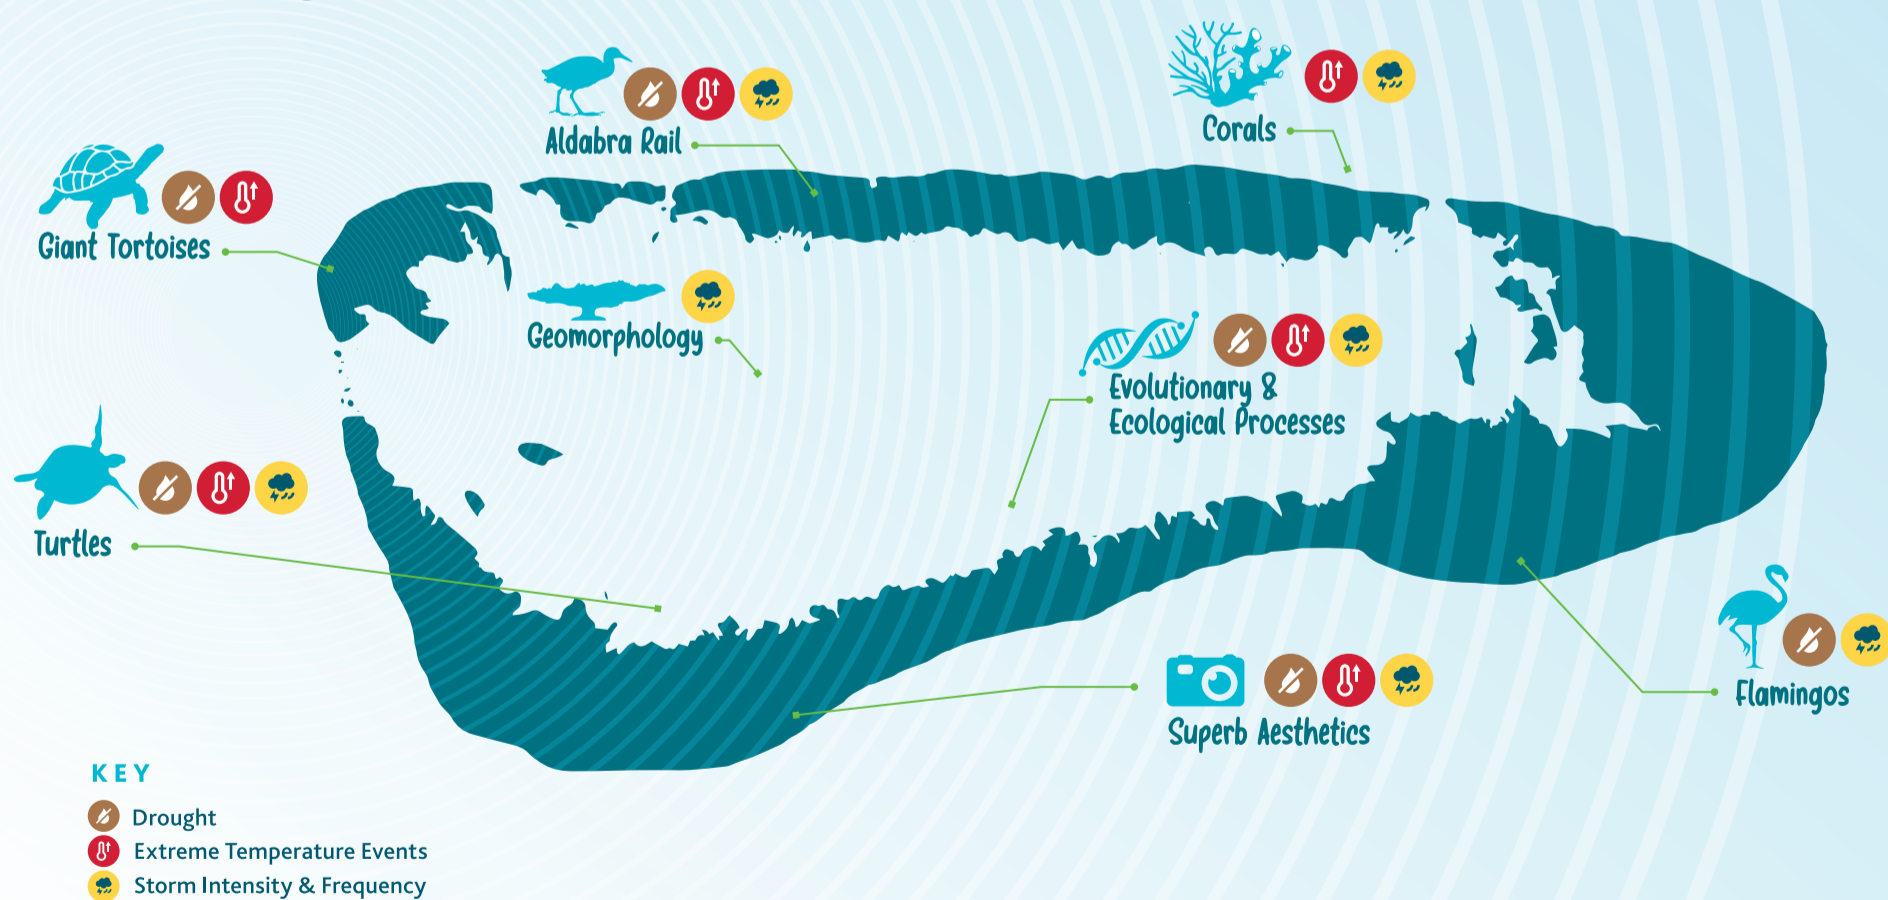 Aldabra Rail
Corals
Giant Tortoises
Geomorphology
Evolutionary &
Ecological Processes
Turtles
Flamingos
Superb Aesthetics
KEY
Drought
Extreme Temperature Events
Storm Intensity & Frequency